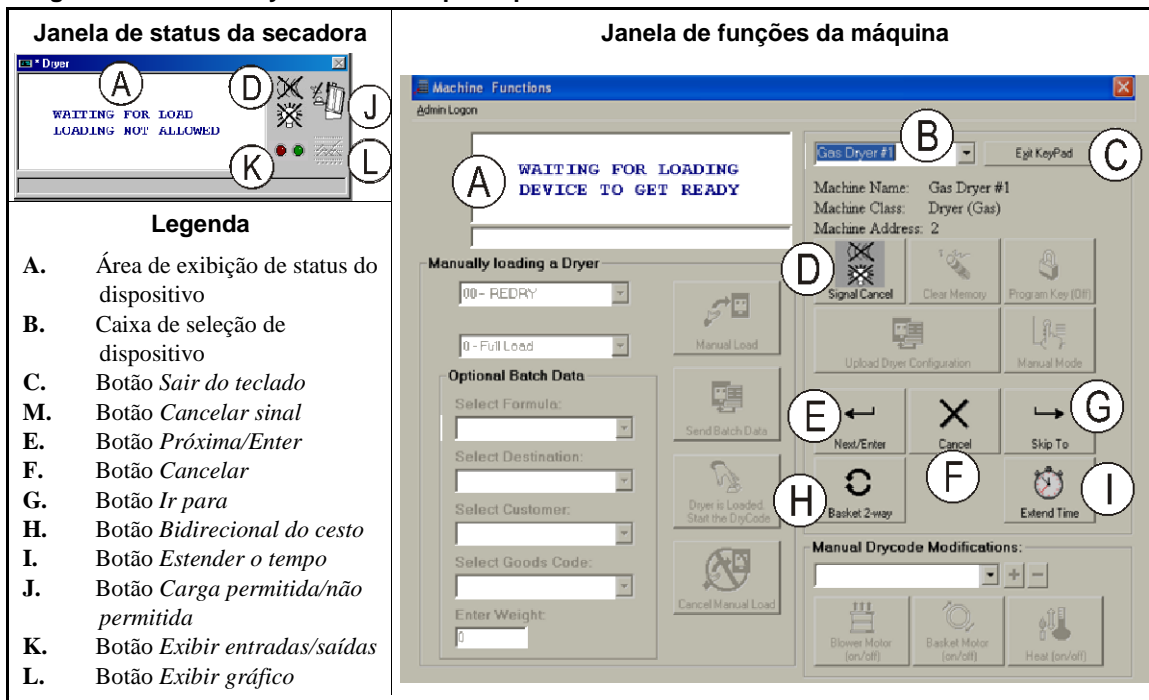 Janela de status da secadora
* Dryer
A
D
WAITING FOR LOAD
LOADING NOT ALLOWED
J
K
L
Legenda
A. Área de exibição de status do
dispositivo
B. Caixa de seleção de
dispositivo
C. Botão Sair do teclado
M. Botão Cancelar sinal
E. Botão Próxima/Enter
F. Botão Cancelar
G. Botão Ir para
H. Botão Bidirecional do cesto
I. Botão Estender o tempo
J. Botão Carga permitida/não
permitida
K. Botão Exibir entradas/saídas
L. Botão Exibir gráfico
Janela de funções da máquina
Machine Functions
Admin Logon
A
WAITING FOR LOADING
DEVICE TO GET READY
Manually loading a Dryer
00 - REDRY
0 - Full Load
Manual Load
Optional Batch Data
Select Formula:
Select Destination:
Select Customer:
Select Goods Code:
Enter Weight:
0
Send Batch Data
Dryer is Loaded.
Start the DryCode
Cancel Manual Load
Gas Dryer #1
B
Exit KeyPad
C
Machine Name: Gas Dryer #1
Machine Class: Dryer (Gas)
Machine Address: 2
D
Signal Cancel
Clear Memory
Program Key (Off)
Upload Dryer Configuration
Manual Mode
E
Next/Enter
Cancel
F
Skip To
G
H
Basket 2-way
Extend Time
I
Manual Drycode Modifications:
+
-
Blower Motor
(on/off)
Basket Motor
(on/off)
Heat (on/off)